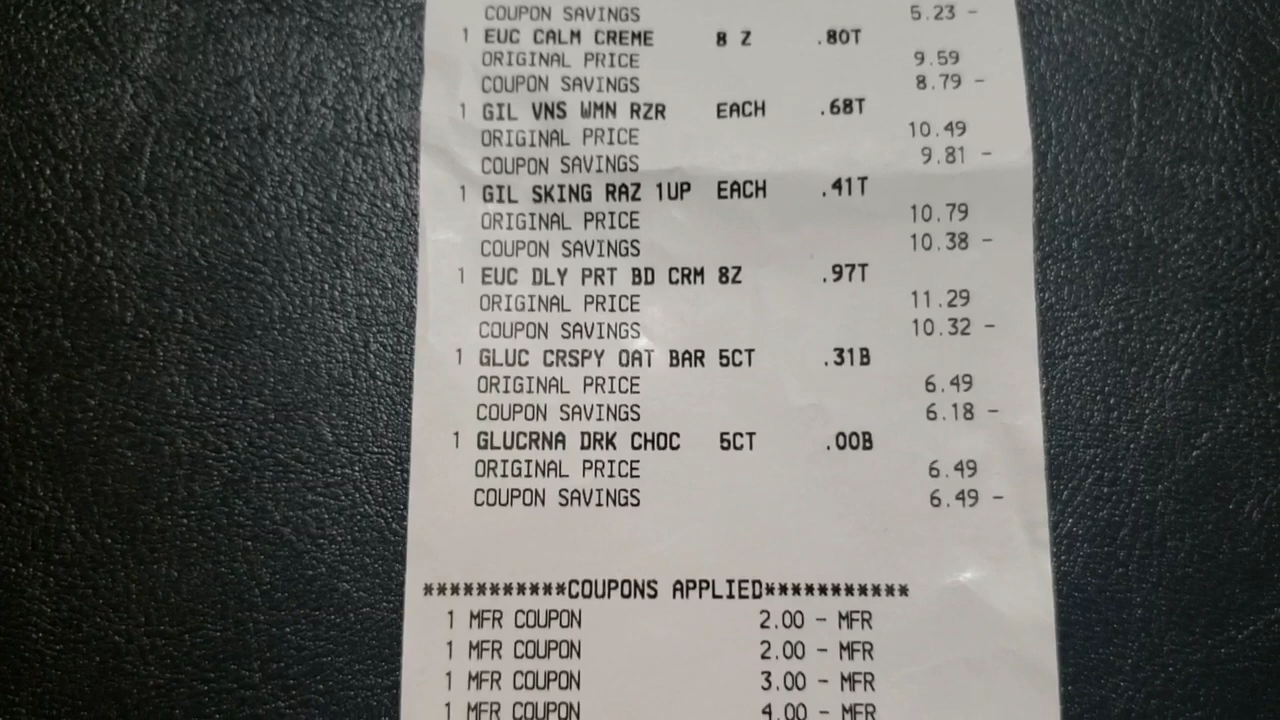 COUPON SAVINGS 5.23 -
1 EUC CALM CREME 8 Z .80T
ORIGINAL PRICE 9.59
COUPON SAVINGS 8.79 -
1 GIL VNS WMN RZR EACH .68T
ORIGINAL PRICE 10.49
COUPON SAVINGS 9.81 -
1 GIL SKING RAZ 1UP EACH .41T
ORIGINAL PRICE 10.79
COUPON SAVINGS 10.38 -
1 EUC DLY PRT BD CRM 8Z .97T
ORIGINAL PRICE 11.29
COUPON SAVINGS 10.32 -
1 GLUC CRSPY OAT BAR 5CT .31B
ORIGINAL PRICE 6.49
COUPON SAVINGS 6.18 -
1 GLUCRNA DRK CHOC 5CT .00B
ORIGINAL PRICE 6.49
COUPON SAVINGS 6.49 -
***********COUPONS APPLIED***********
1 MFR COUPON 2.00 - MFR
1 MFR COUPON 2.00 - MFR
1 MFR COUPON 3.00 - MFR
1 MFR COUPON 4.00 - MFR